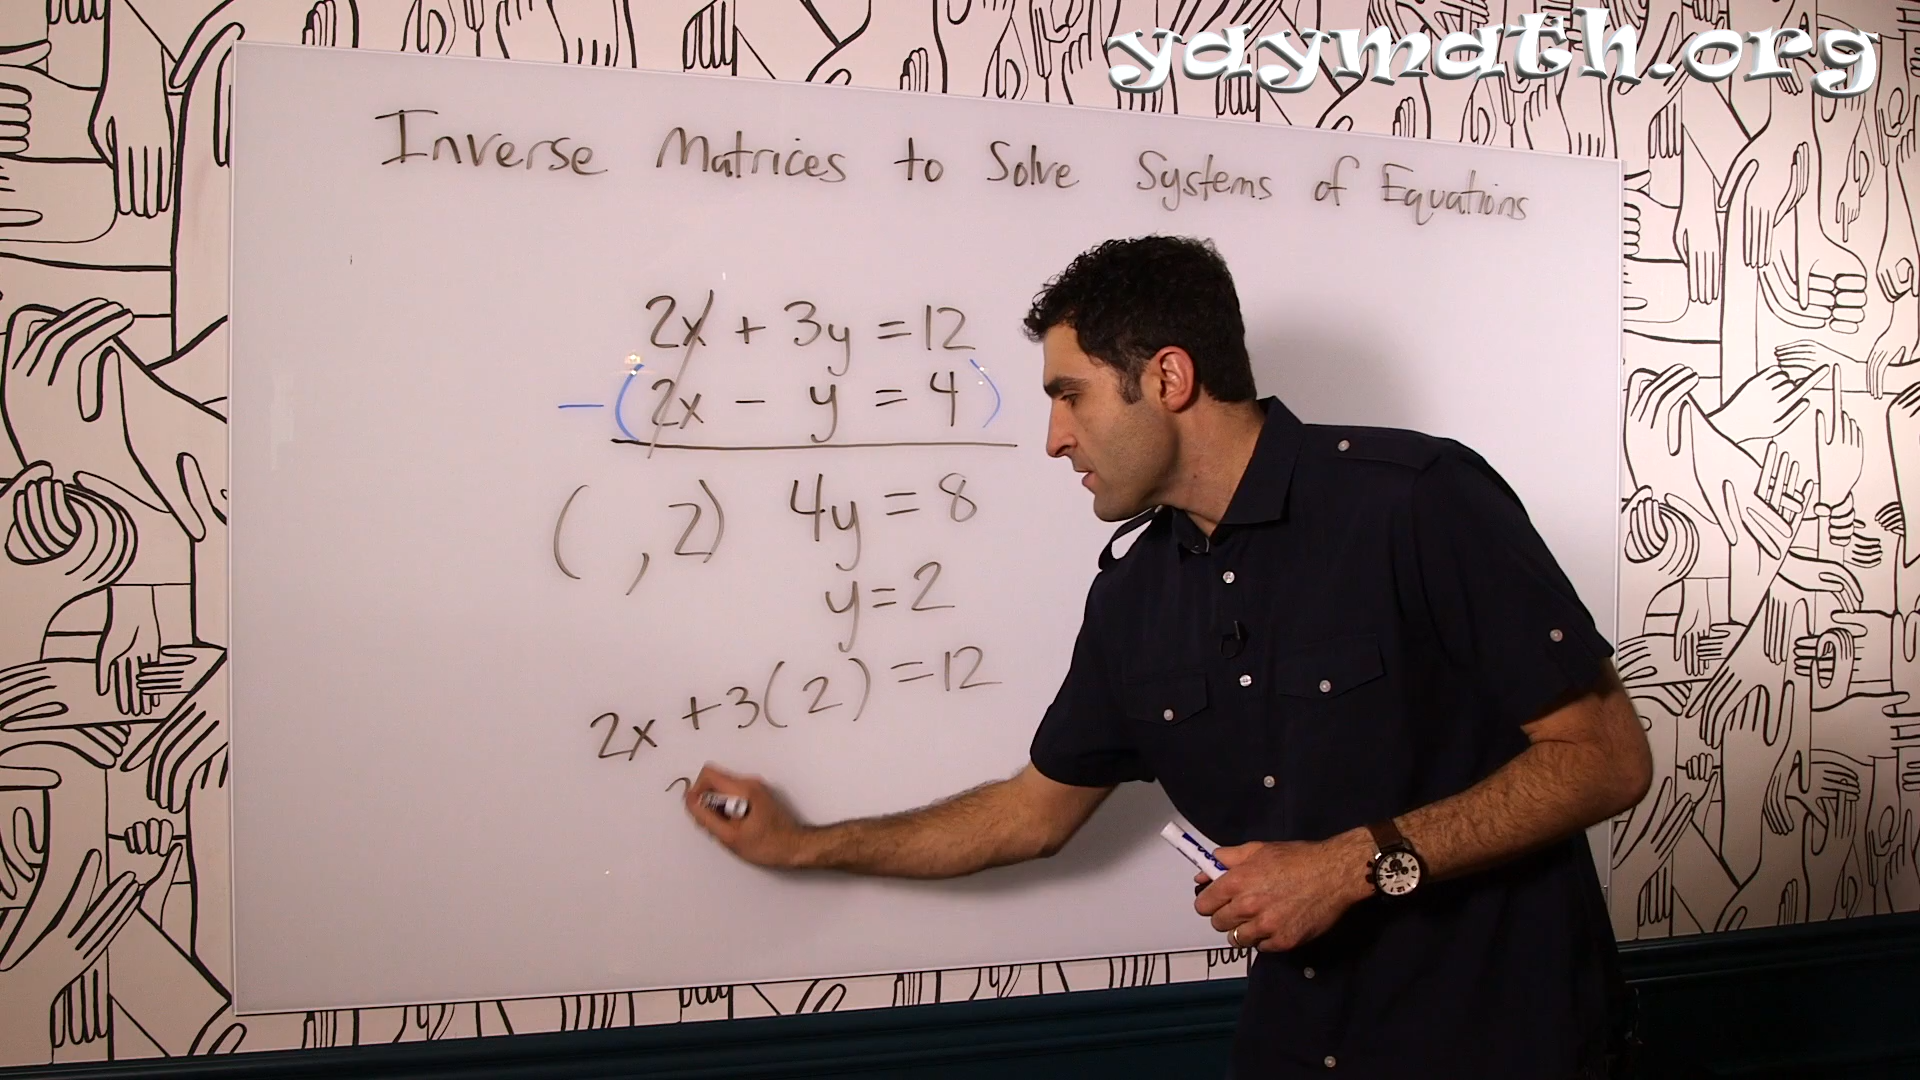 yaymath.org
Inverse Matrices to Solve Systems of Equations
2x + 3y = 12
-(2x - y = 4)
( , 2) 4y = 8
y = 2
2x + 3(2) = 12